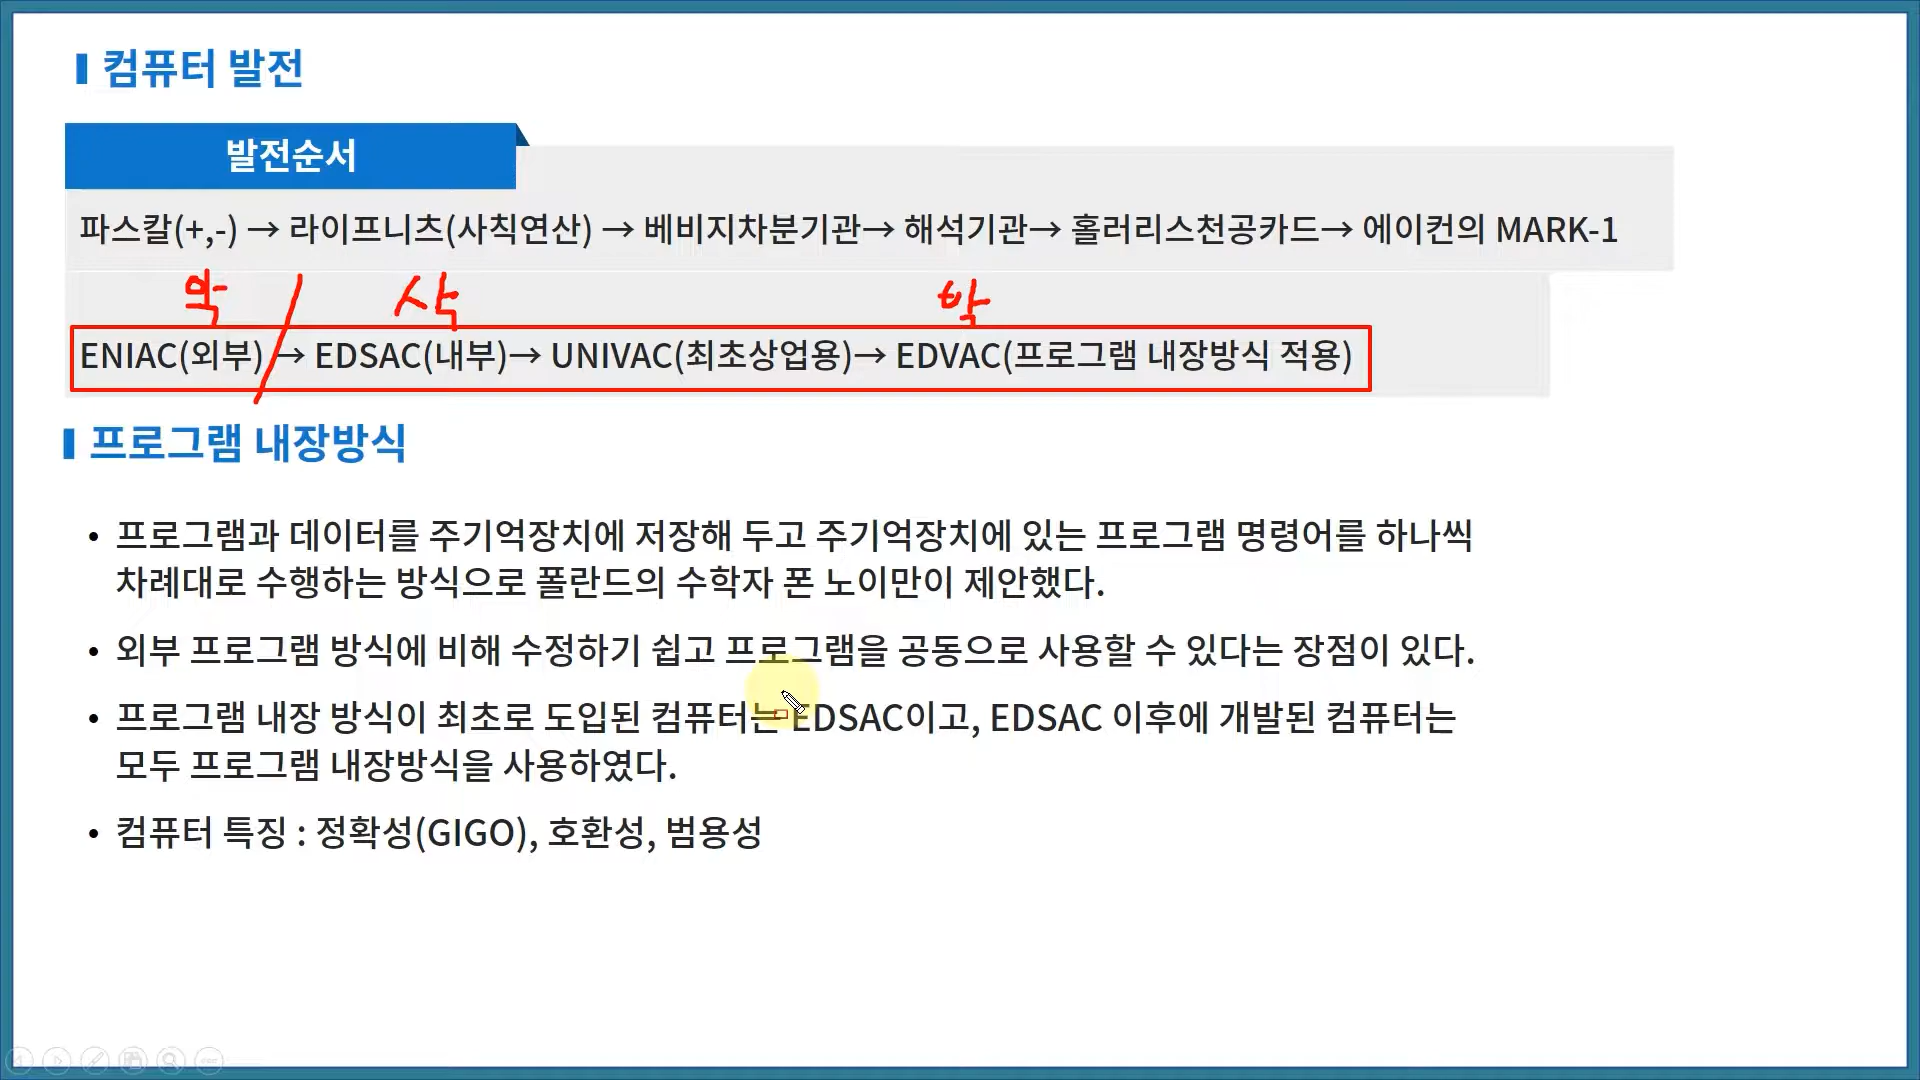 컴퓨터 발전
발전순서
파스칼(+,-) → 라이프니츠(사칙연산) → 베비지차분기관→ 해석기관→ 홀러리스천공카드→ 에이컨의 MARK-1
삭
박
ENIAC(외부) → EDSAC(내부)→ UNIVAC(최초상업용)→ EDVAC(프로그램 내장방식 적용)
프로그램 내장방식
• 프로그램과 데이터를 주기억장치에 저장해 두고 주기억장치에 있는 프로그램 명령어를 하나씩
차례대로 수행하는 방식으로 폴란드의 수학자 폰 노이만이 제안했다.
• 외부 프로그램 방식에 비해 수정하기 쉽고 프로그램을 공동으로 사용할 수 있다는 장점이 있다.
• 프로그램 내장 방식이 최초로 도입된 컴퓨터는 EDSAC이고, EDSAC 이후에 개발된 컴퓨터는
모두 프로그램 내장방식을 사용하였다.
• 컴퓨터 특징 : 정확성(GIGO), 호환성, 범용성